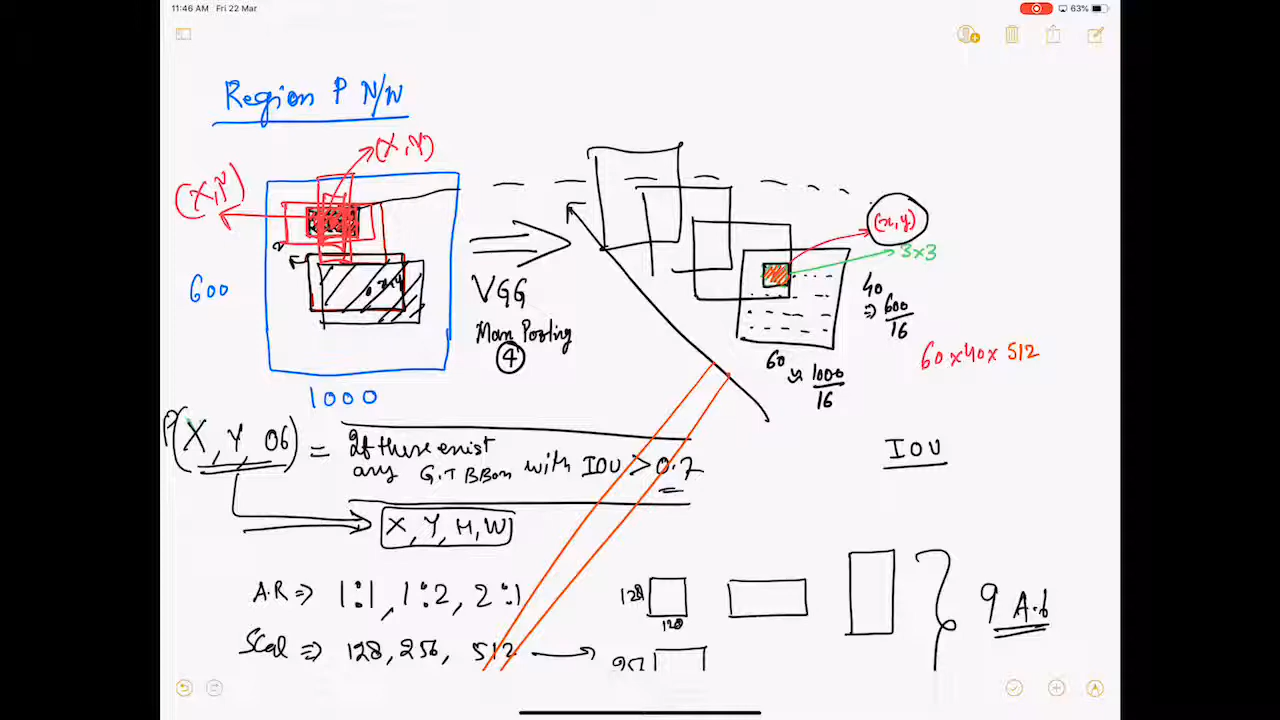 11:46 AM Fri 22 Mar
63%
Region P N/W
(X,Y)
(X,Y)
(x,y)
3x3
600
VGG
Max Pooling
4
40
⇒ 600/16
60
1000/16
60x40x512
1000
P(X, Y, 06) = If there exist
any G.T BBox with IOU > 0.7
IOU
X, Y, H, W
A.R ⇒ 1:1, 1:2, 2:1
128
128
9 A.b
Scal ⇒ 128, 256, 512